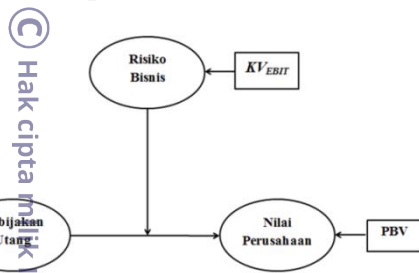 © Hak cipta milik
Risiko
Bisnis
KV_EBIT
bijakan
Utang
Nilai
Perusahaan
PBV